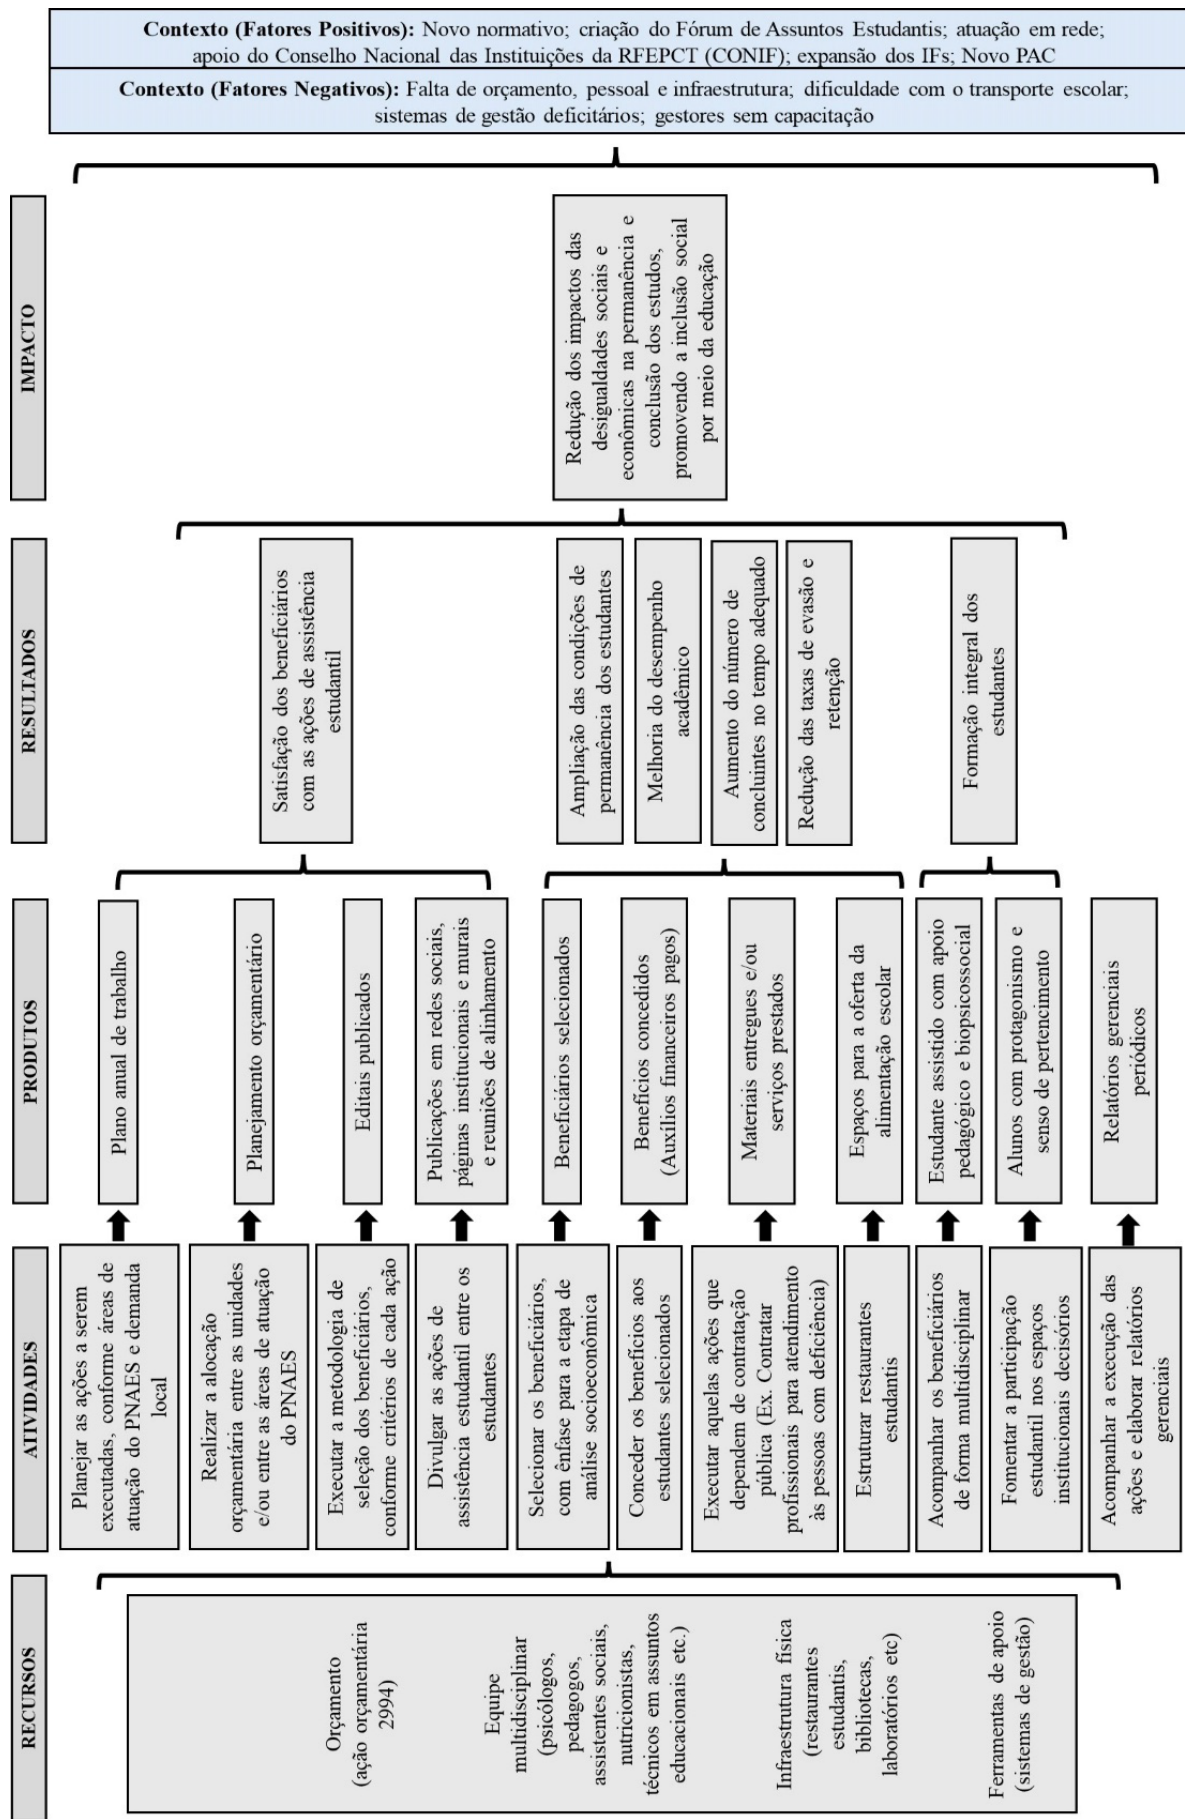 Contexto (Fatores Positivos): Novo normativo; criação do Fórum de Assuntos Estudantis; atuação em rede;
apoio do Conselho Nacional das Instituições da RFEPCT (CONIF); expansão dos IFs; Novo PAC
Contexto (Fatores Negativos): Falta de orçamento, pessoal e infraestrutura; dificuldade com o transporte escolar;
sistemas de gestão deficitários; gestores sem capacitação
RECURSOS
Orçamento
(ação orçamentária
2994)
Equipe
multidisciplinar
(psicólogos,
pedagogos,
assistentes sociais,
nutricionistas,
técnicos em assuntos
educacionais etc.)
Infraestrutura física
(restaurantes
estudantis,
bibliotecas,
laboratórios etc)
Ferramentas de apoio
(sistemas de gestão)
ATIVIDADES
Planejar as ações a serem
executadas, conforme áreas de
atuação do PNAES e demanda
local
Realizar a alocação
orçamentária entre as unidades
e/ou entre as áreas de atuação
do PNAES
Executar a metodologia de
seleção dos beneficiários,
conforme critérios de cada ação
Divulgar as ações de
assistência estudantil entre os
estudantes
Selecionar os beneficiários,
com ênfase para a etapa de
análise socioeconômica
Conceder os benefícios aos
estudantes selecionados
Executar aquelas ações que
dependem de contratação
pública (Ex. Contratar
profissionais para atendimento
às pessoas com deficiência)
Estruturar restaurantes
estudantis
Acompanhar os beneficiários
de forma multidisciplinar
Fomentar a participação
estudantil nos espaços
institucionais decisórios
Acompanhar a execução das
ações e elaborar relatórios
gerenciais
PRODUTOS
Plano anual de trabalho
Planejamento orçamentário
Editais publicados
Publicações em redes sociais,
páginas institucionais e murais
e reuniões de alinhamento
Beneficiários selecionados
Benefícios concedidos
(Auxílios financeiros pagos)
Materiais entregues e/ou
serviços prestados
Espaços para a oferta da
alimentação escolar
Estudante assistido com apoio
pedagógico e biopsicossocial
Alunos com protagonismo e
senso de pertencimento
Relatórios gerenciais
periódicos
RESULTADOS
Satisfação dos beneficiários
com as ações de assistência
estudantil
Ampliação das condições de
permanência dos estudantes
Melhoria do desempenho
acadêmico
Aumento do número de
concluintes no tempo adequado
Redução das taxas de evasão e
retenção
Formação integral dos
estudantes
IMPACTO
Redução dos impactos das
desigualdades sociais e
econômicas na permanência e
conclusão dos estudos,
promovendo a inclusão social
por meio da educação